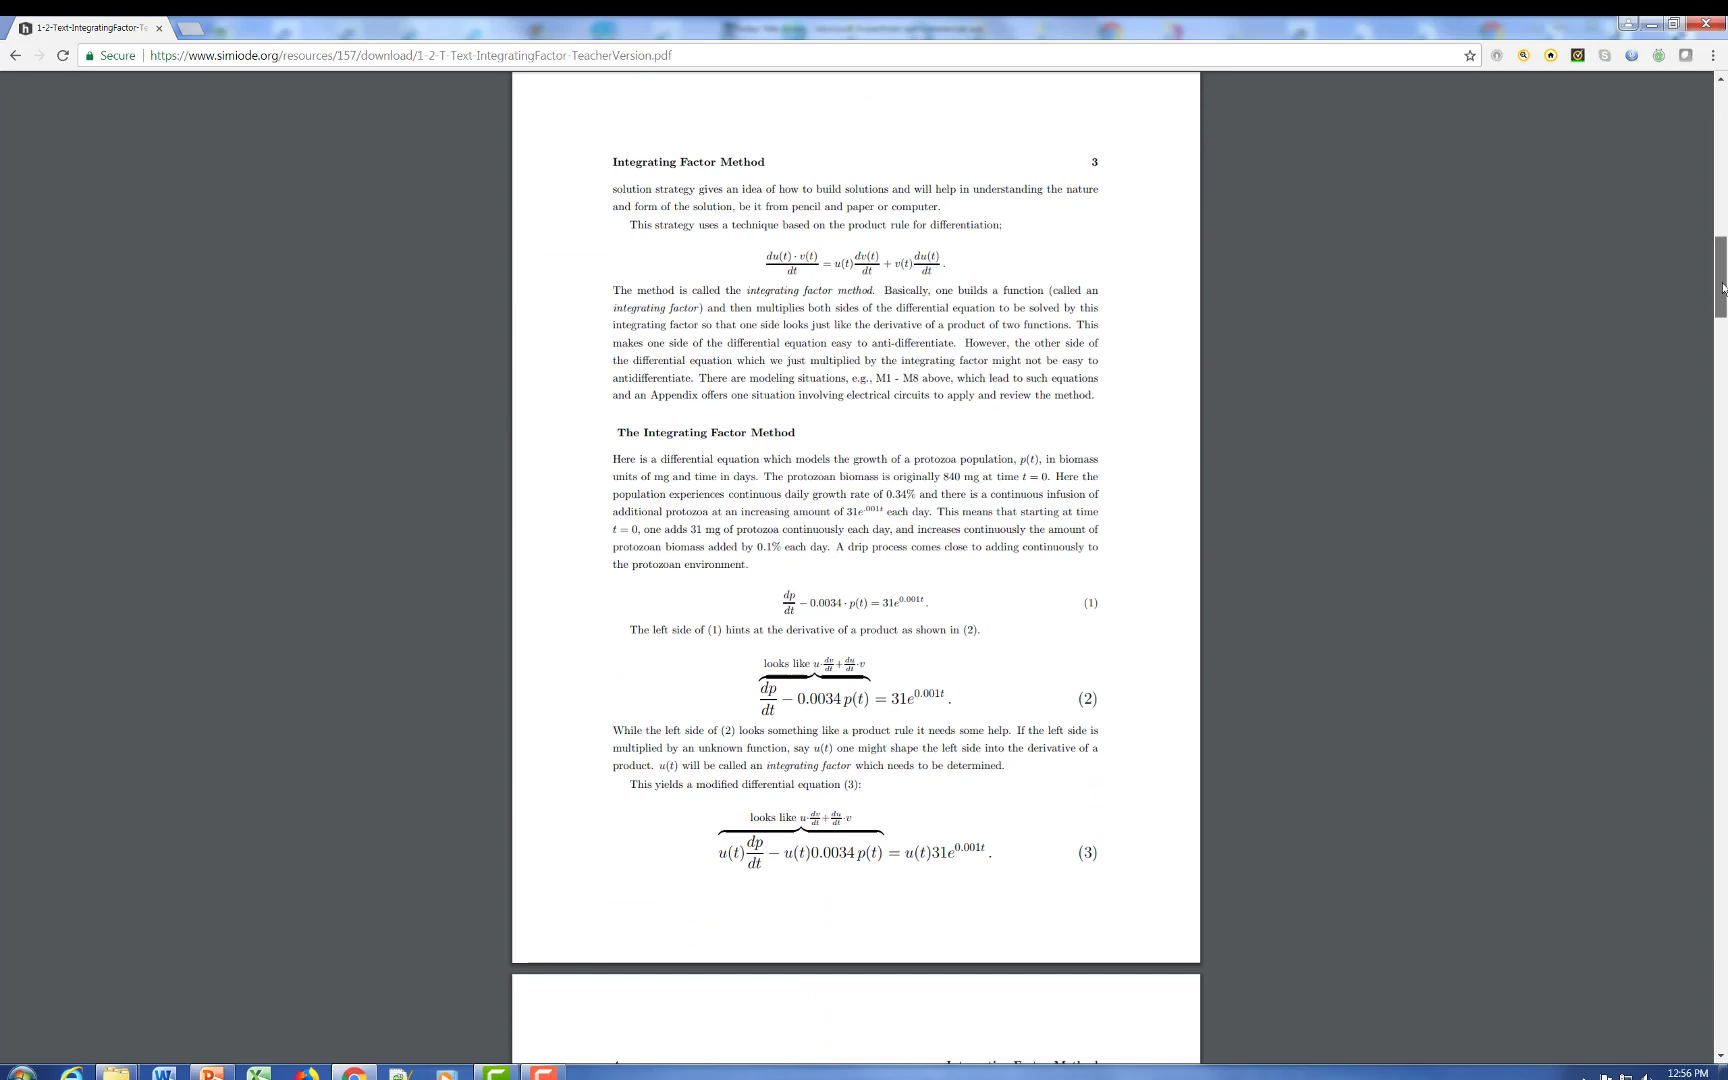 1-2-Text-IntegratingFactor-Te
Secure https://www.simiode.org/resources/157/download/1-2-T-Text-IntegratingFactor-TeacherVersion.pdf
Integrating Factor Method 3
solution strategy gives an idea of how to build solutions and will help in understanding the nature
and form of the solution, be it from pencil and paper or computer.
This strategy uses a technique based on the product rule for differentiation;
du(t) · v(t)/dt = u(t) dv(t)/dt + v(t) du(t)/dt .
The method is called the integrating factor method. Basically, one builds a function (called an
integrating factor) and then multiplies both sides of the differential equation to be solved by this
integrating factor so that one side looks just like the derivative of a product of two functions. This
makes one side of the differential equation easy to anti-differentiate. However, the other side of
the differential equation which we just multiplied by the integrating factor might not be easy to
antidifferentiate. There are modeling situations, e.g., M1 - M8 above, which lead to such equations
and an Appendix offers one situation involving electrical circuits to apply and review the method.
The Integrating Factor Method
Here is a differential equation which models the growth of a protozoa population, p(t), in biomass
units of mg and time in days. The protozoan biomass is originally 840 mg at time t = 0. Here the
population experiences continuous daily growth rate of 0.34% and there is a continuous infusion of
additional protozoa at an increasing amount of 31e^.001t each day. This means that starting at time
t = 0, one adds 31 mg of protozoa continuously each day, and increases continuously the amount of
protozoan biomass added by 0.1% each day. A drip process comes close to adding continuously to
the protozoan environment.
dp/dt − 0.0034 · p(t) = 31e^0.001t . (1)
The left side of (1) hints at the derivative of a product as shown in (2).
looks like u·dv/dt+du/dt·v
dp/dt − 0.0034 p(t) = 31e^0.001t . (2)
While the left side of (2) looks something like a product rule it needs some help. If the left side is
multiplied by an unknown function, say u(t) one might shape the left side into the derivative of a
product. u(t) will be called an integrating factor which needs to be determined.
This yields a modified differential equation (3):
looks like u·dv/dt+du/dt·v
u(t) dp/dt − u(t)0.0034 p(t) = u(t)31e^0.001t . (3)
12:56 PM